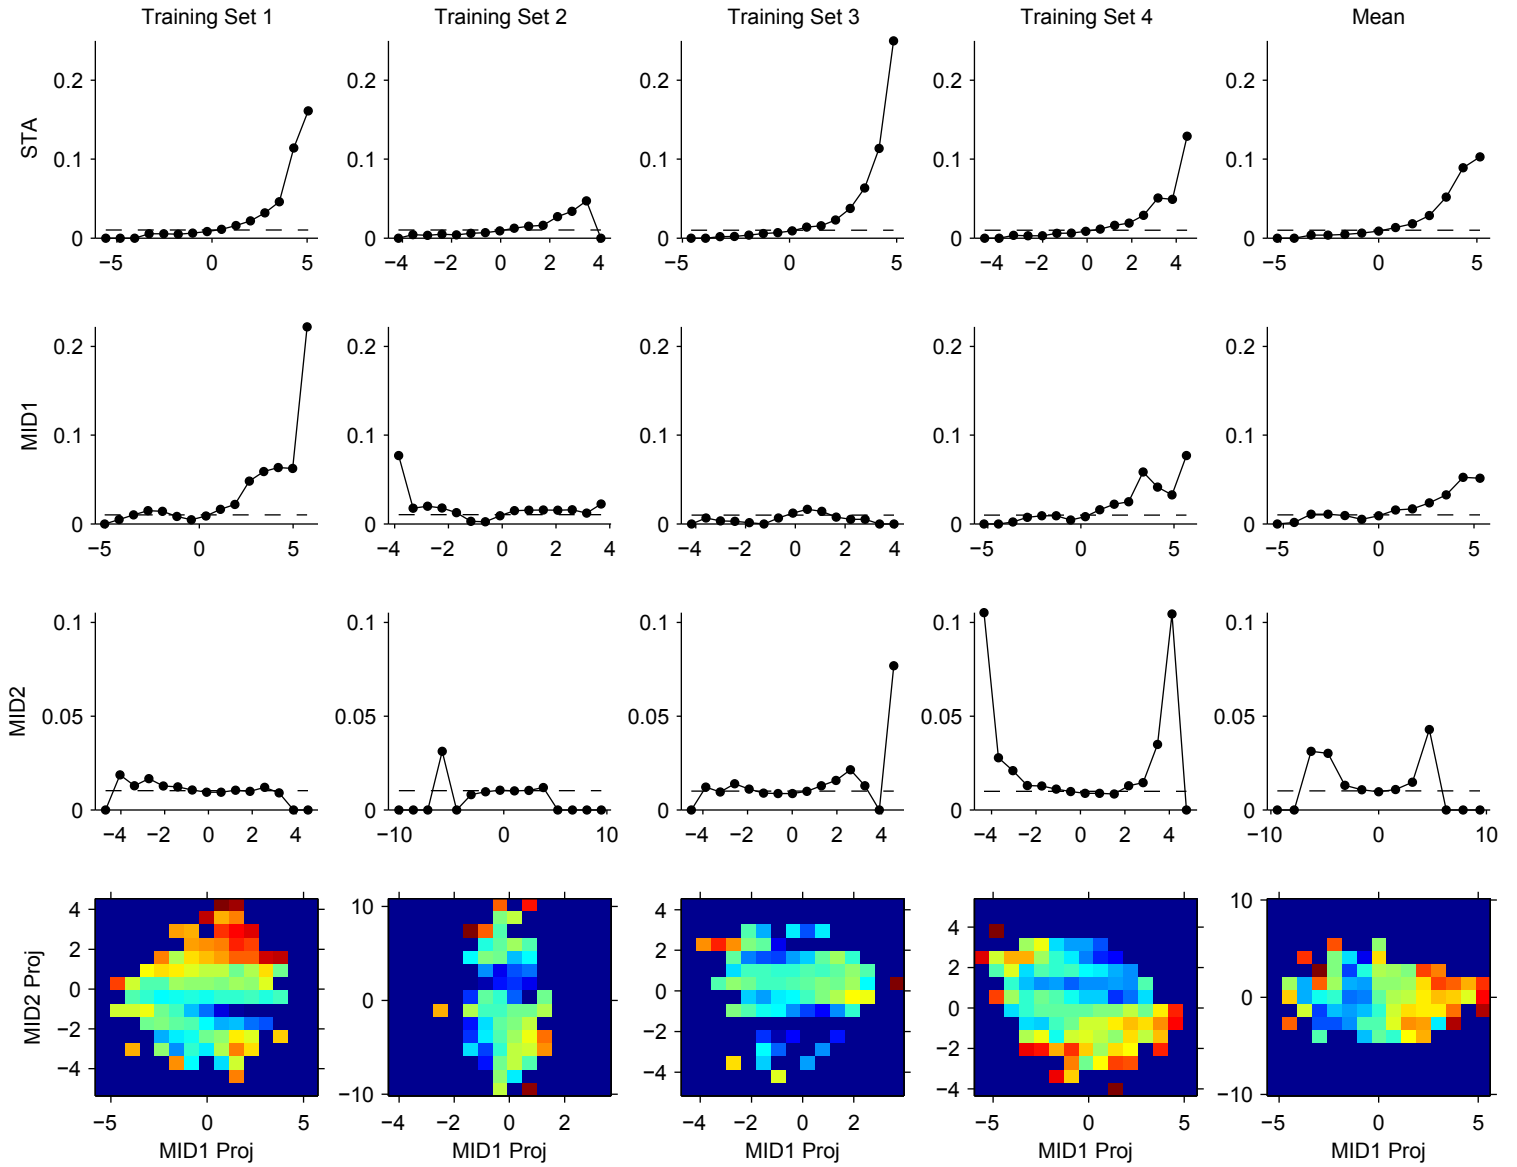 Training Set 1 Training Set 2 Training Set 3 Training Set 4 Mean
STA
0.2 0.2 0.2 0.2 0.2
0.1 0.1 0.1 0.1 0.1
0 0 0 0 0
−5 0 5 −4 −2 0 2 4 −5 0 5 −4 −2 0 2 4 −5 0 5
MID1
0.2 0.2 0.2 0.2 0.2
0.1 0.1 0.1 0.1 0.1
0 0 0 0 0
−5 0 5 −4 −2 0 2 4 −4 −2 0 2 4 −5 0 5 −5 0 5
MID2
0.1 0.1 0.1 0.1 0.1
0.05 0.05 0.05 0.05 0.05
0 0 0 0 0
−4 −2 0 2 4 −10 0 10 −4 −2 0 2 4 −4 −2 0 2 4 −10 0 10
MID2 Proj
4 10 4 4 10
2 2 2
0 0 0 0 0
−2 −2 −2
−4 −10 −4 −4 −10
−5 0 5 −4 −2 0 2 −4 −2 0 2 −5 0 5 −5 0 5
MID1 Proj MID1 Proj MID1 Proj MID1 Proj MID1 Proj